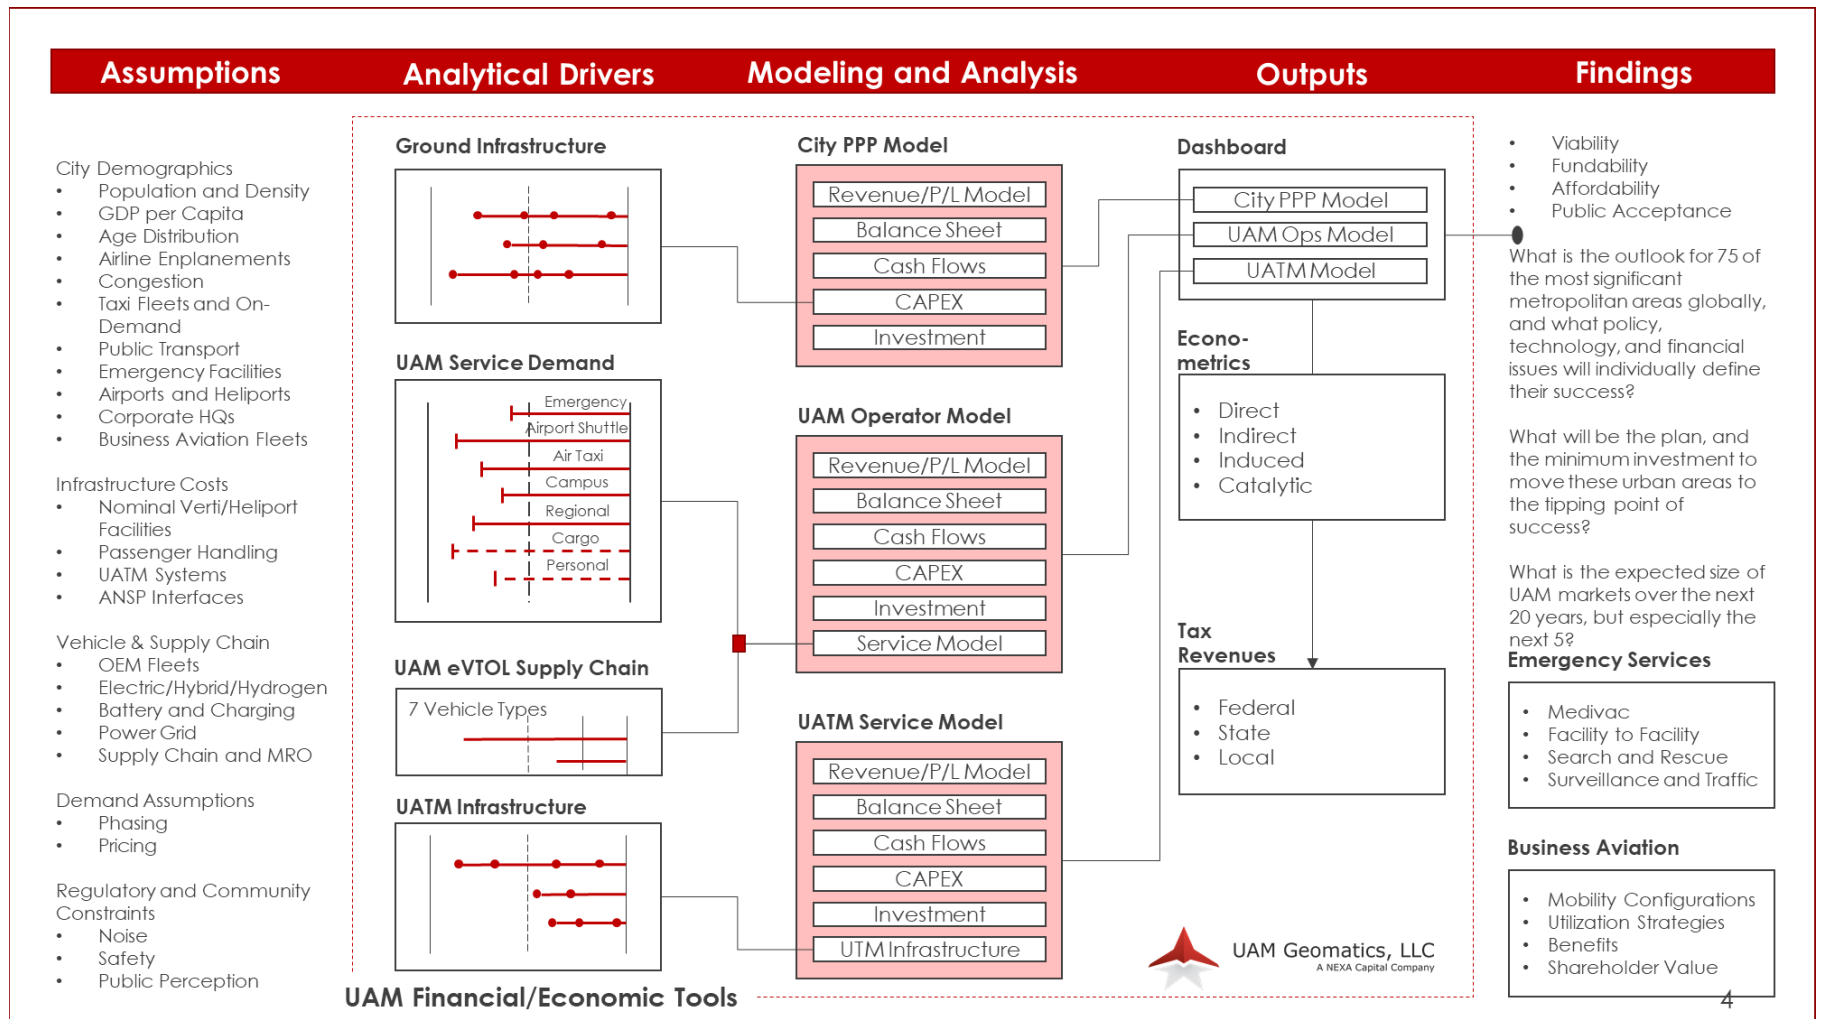 Assumptions
Analytical Drivers
Modeling and Analysis
Outputs
Findings
City Demographics
• Population and Density
• GDP per Capita
• Age Distribution
• Airline Enplanements
• Congestion
• Taxi Fleets and On-
Demand
• Public Transport
• Emergency Facilities
• Airports and Heliports
• Corporate HQs
• Business Aviation Fleets
Infrastructure Costs
• Nominal Verti/Heliport
Facilities
• Passenger Handling
• UATM Systems
• ANSP Interfaces
Vehicle & Supply Chain
• OEM Fleets
• Electric/Hybrid/Hydrogen
• Battery and Charging
• Power Grid
• Supply Chain and MRO
Demand Assumptions
• Phasing
• Pricing
Regulatory and Community
Constraints
• Noise
• Safety
• Public Perception
Ground Infrastructure
UAM Service Demand
Emergency
Airport Shuttle
Air Taxi
Campus
Regional
Cargo
Personal
UAM eVTOL Supply Chain
7 Vehicle Types
UATM Infrastructure
UAM Financial/Economic Tools
City PPP Model
Revenue/P/L Model
Balance Sheet
Cash Flows
CAPEX
Investment
UAM Operator Model
Revenue/P/L Model
Balance Sheet
Cash Flows
CAPEX
Investment
Service Model
UATM Service Model
Revenue/P/L Model
Balance Sheet
Cash Flows
CAPEX
Investment
UTM Infrastructure
Dashboard
City PPP Model
UAM Ops Model
UATM Model
Econo-
metrics
• Direct
• Indirect
• Induced
• Catalytic
Tax
Revenues
• Federal
• State
• Local
UAM Geomatics, LLC
A NEXA Capital Company
• Viability
• Fundability
• Affordability
• Public Acceptance
What is the outlook for 75 of
the most significant
metropolitan areas globally,
and what policy,
technology, and financial
issues will individually define
their success?
What will be the plan, and
the minimum investment to
move these urban areas to
the tipping point of
success?
What is the expected size of
UAM markets over the next
20 years, but especially the
next 5?
Emergency Services
• Medivac
• Facility to Facility
• Search and Rescue
• Surveillance and Traffic
Business Aviation
• Mobility Configurations
• Utilization Strategies
• Benefits
• Shareholder Value
4